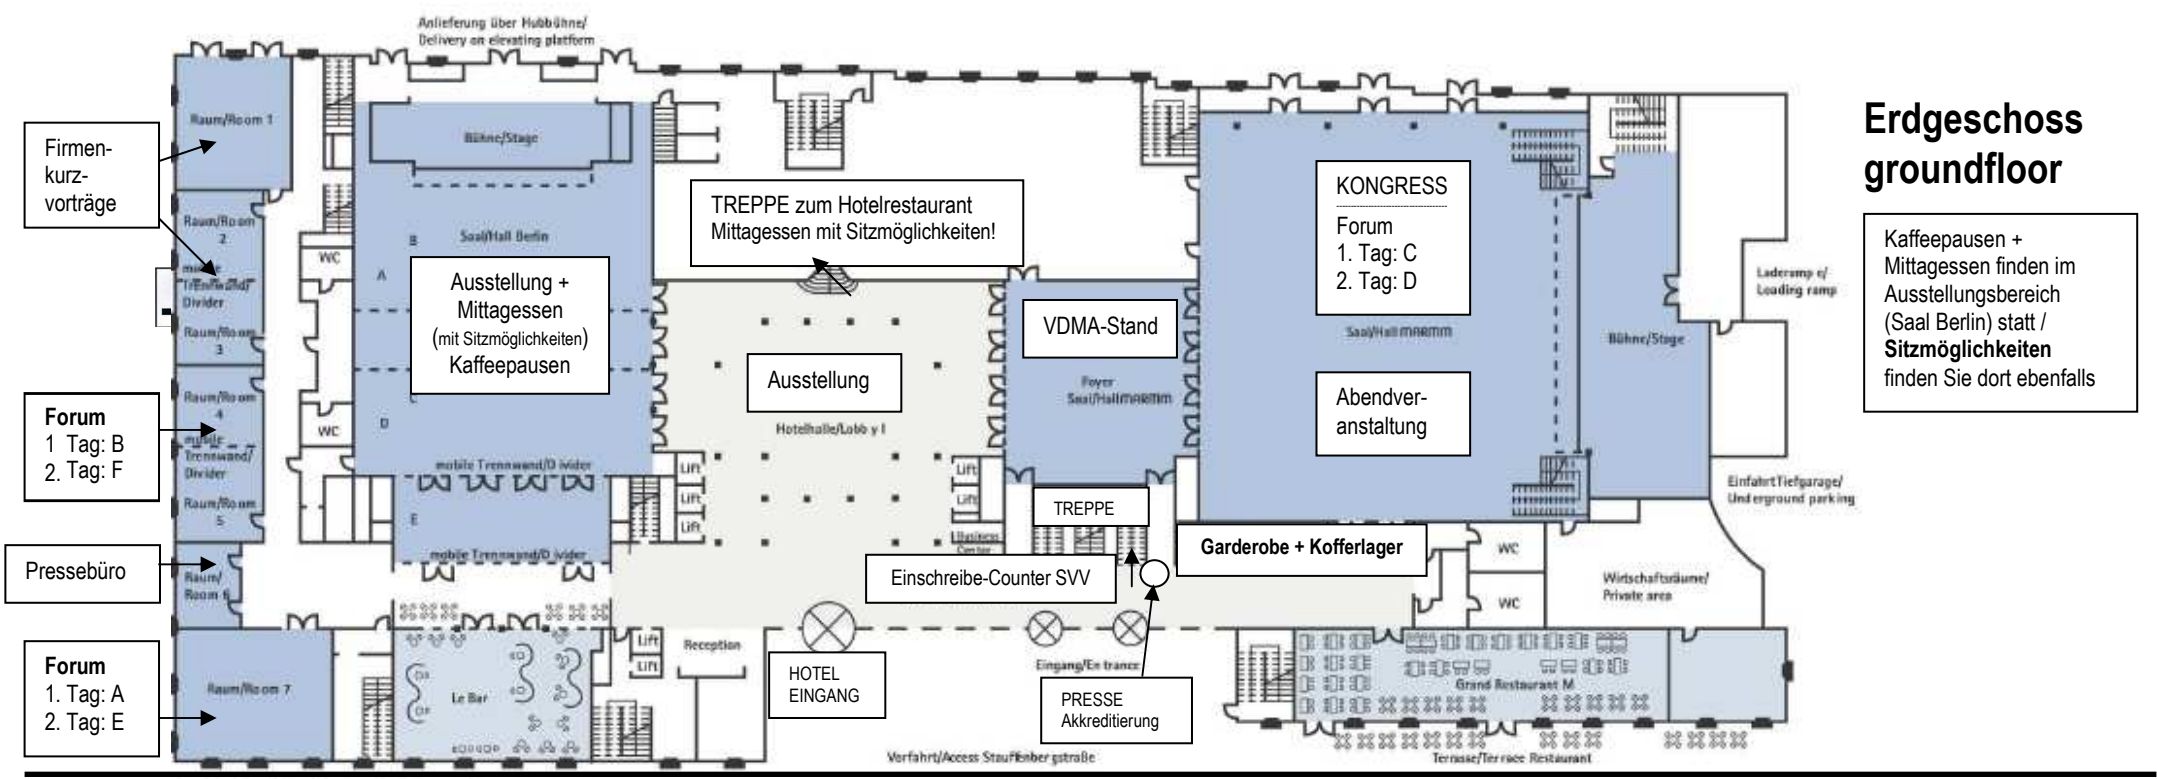 Anlieferung über Hubbühne/
Delivery on elevating platform
Erdgeschoss
groundfloor
Kaffeepausen +
Mittagessen finden im
Ausstellungsbereich
(Saal Berlin) statt /
Sitzmöglichkeiten
finden Sie dort ebenfalls
Firmen-
kurz-
vorträge
Raum/Room 1
Raum/Room
2
mobile
Trennwand/
Divider
Raum/Room
3
Forum
1 Tag: B
2. Tag: F
Raum/Room
4
mobile
Trennwand/
Divider
Raum/Room
5
Pressebüro
Raum/
Room 6
Forum
1. Tag: A
2. Tag: E
Raum/Room 7
WC
WC
Bühne/Stage
B
Saal/Hall Berlin
A
Ausstellung +
Mittagessen
(mit Sitzmöglichkeiten)
Kaffeepausen
C
D
mobile Trennwand/Divider
E
mobile Trennwand/Divider
Le Bar
Lift
Lift
Lift
Lift
Lift
Reception
TREPPE zum Hotelrestaurant
Mittagessen mit Sitzmöglichkeiten!
Ausstellung
Hotelhalle/Lobby I
Lift
Lift
Business
Center
VDMA-Stand
Foyer
Saal/Hall MARITIM
TREPPE
Einschreibe-Counter SVV
Garderobe + Kofferlager
HOTEL
EINGANG
Eingang/Entrance
PRESSE
Akkreditierung
Vorfahrt/Access Stauffenbergstraße
KONGRESS
Forum
1. Tag: C
2. Tag: D
Saal/Hall MARITIM
Abendver-
anstaltung
Bühne/Stage
Laderampe/
Loading ramp
Einfahrt Tiefgarage/
Underground parking
WC
WC
Wirtschaftsräume/
Private area
Grand Restaurant M
Terrasse/Terrace Restaurant